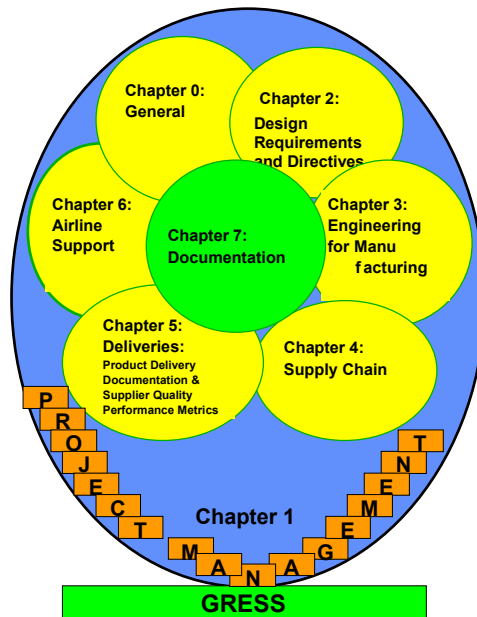 Chapter 0:
General
Chapter 2:
Design
Requirements
and Directives
Chapter 6:
Airline
Support
Chapter 7:
Documentation
Chapter 3:
Engineering
for Manu
facturing
Chapter 5:
Deliveries:
Product Delivery
Documentation &
Supplier Quality
Performance Metrics
Chapter 4:
Supply Chain
PROJECT MANAGEMENT
Chapter 1
GRESS